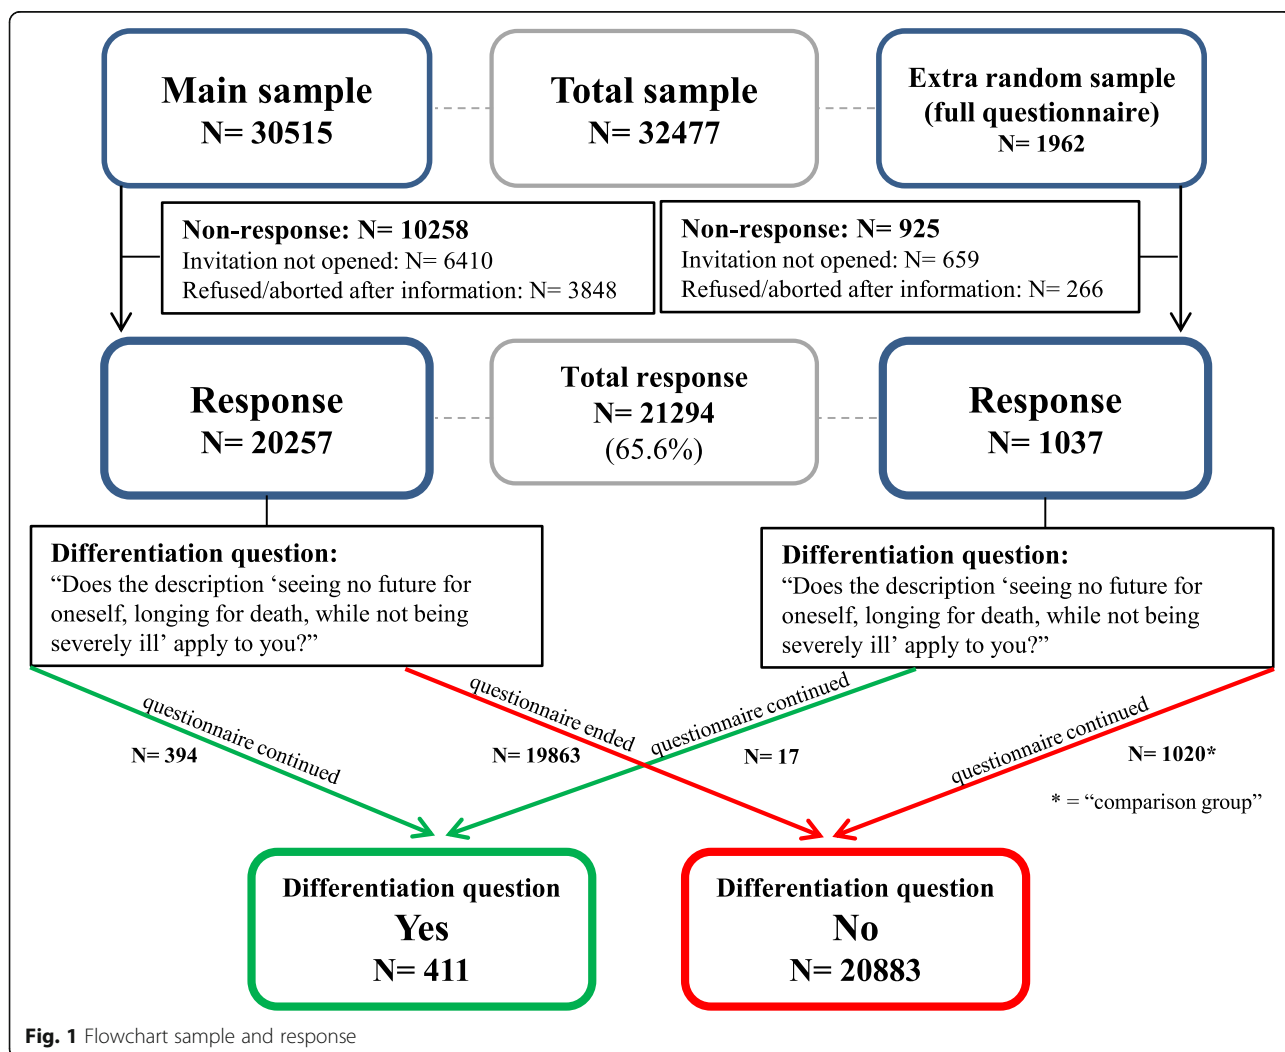 Main sample
N= 30515
Total sample
N= 32477
Extra random sample
(full questionnaire)
N= 1962
Non-response: N= 10258
Invitation not opened: N= 6410
Refused/aborted after information: N= 3848
Non-response: N= 925
Invitation not opened: N= 659
Refused/aborted after information: N= 266
Response
N= 20257
Total response
N= 21294
(65.6%)
Response
N= 1037
Differentiation question:
“Does the description ‘seeing no future for
oneself, longing for death, while not being
severely ill’ apply to you?”
Differentiation question:
“Does the description ‘seeing no future for
oneself, longing for death, while not being
severely ill’ apply to you?”
questionnaire continued
N= 394
questionnaire ended
N= 19863
questionnaire continued
N= 17
questionnaire continued
N= 1020*
* = “comparison group”
Differentiation question
Yes
N= 411
Differentiation question
No
N= 20883
Fig. 1 Flowchart sample and response